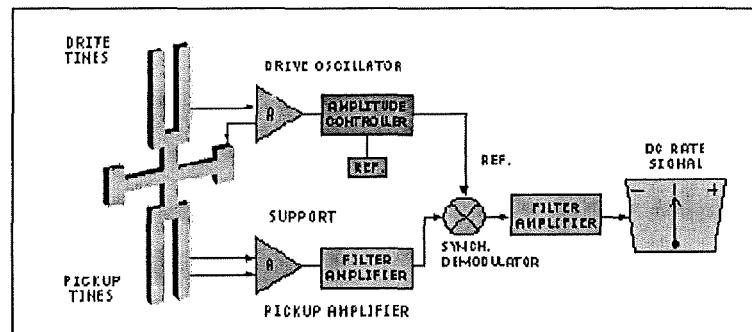 DRIVE
TINES
DRIVE OSCILLATOR
A
AMPLITUDE
CONTROLLER
REF.
REF.
DC RATE
SIGNAL
– | +
SUPPORT
A
FILTER
AMPLIFIER
SYNCH.
DEMODULATOR
FILTER
AMPLIFIER
PICKUP
TINES
PICKUP AMPLIFIER